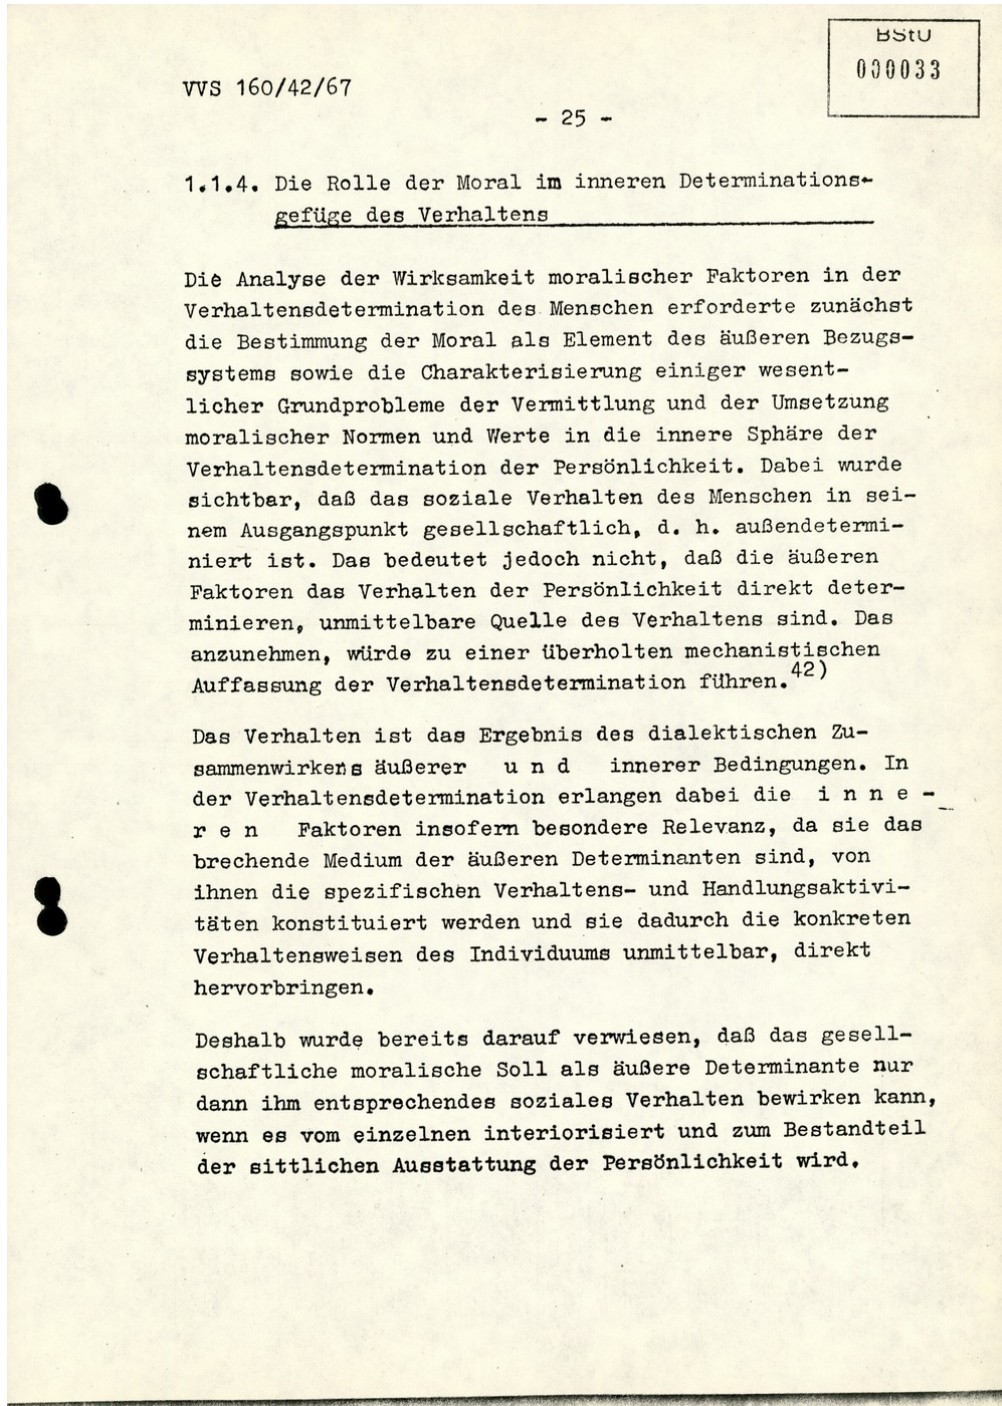 BStU
000033
VVS 160/42/67
- 25 -
1.1.4. Die Rolle der Moral im inneren Determinations-
gefüge des Verhaltens
Die Analyse der Wirksamkeit moralischer Faktoren in der
Verhaltensdetermination des Menschen erforderte zunächst
die Bestimmung der Moral als Element des äußeren Bezugs-
systems sowie die Charakterisierung einiger wesent-
licher Grundprobleme der Vermittlung und der Umsetzung
moralischer Normen und Werte in die innere Sphäre der
Verhaltensdetermination der Persönlichkeit. Dabei wurde
sichtbar, daß das soziale Verhalten des Menschen in sei-
nem Ausgangspunkt gesellschaftlich, d. h. außendetermi-
niert ist. Das bedeutet jedoch nicht, daß die äußeren
Faktoren das Verhalten der Persönlichkeit direkt deter-
minieren, unmittelbare Quelle des Verhaltens sind. Das
anzunehmen, würde zu einer überholten mechanistischen
Auffassung der Verhaltensdetermination führen.42)
Das Verhalten ist das Ergebnis des dialektischen Zu-
sammenwirkens äußerer u n d innerer Bedingungen. In
der Verhaltensdetermination erlangen dabei die i n n e -
r e n Faktoren insofern besondere Relevanz, da sie das
brechende Medium der äußeren Determinanten sind, von
ihnen die spezifischen Verhaltens- und Handlungsaktivi-
täten konstituiert werden und sie dadurch die konkreten
Verhaltensweisen des Individuums unmittelbar, direkt
hervorbringen.
Deshalb wurde bereits darauf verwiesen, daß das gesell-
schaftliche moralische Soll als äußere Determinante nur
dann ihm entsprechendes soziales Verhalten bewirken kann,
wenn es vom einzelnen interiorisiert und zum Bestandteil
der sittlichen Ausstattung der Persönlichkeit wird.